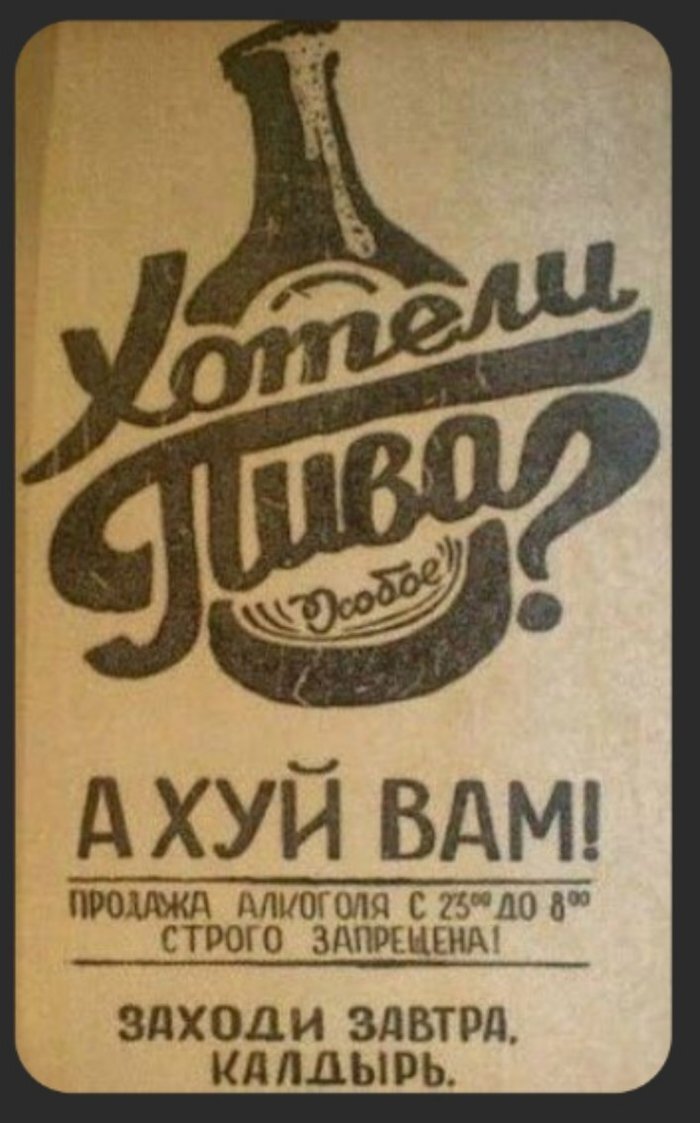 Хотели
Пива?
Особое
А ХУЙ ВАМ!
ПРОДАЖА АЛКОГОЛЯ С 23⁰⁰ ДО 8⁰⁰
СТРОГО ЗАПРЕЩЕНА!
ЗАХОДИ ЗАВТРА,
КАЛДЫРЬ.